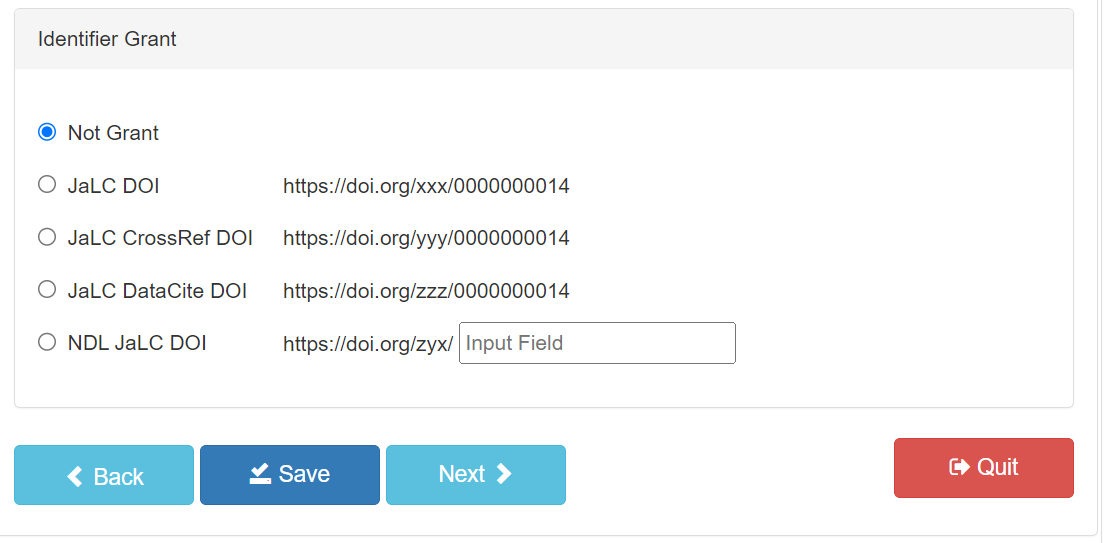 Identifier Grant
Not Grant
JaLC DOI https://doi.org/xxx/0000000014
JaLC CrossRef DOI https://doi.org/yyy/0000000014
JaLC DataCite DOI https://doi.org/zzz/0000000014
NDL JaLC DOI https://doi.org/zyx/ Input Field
Back Save Next Quit